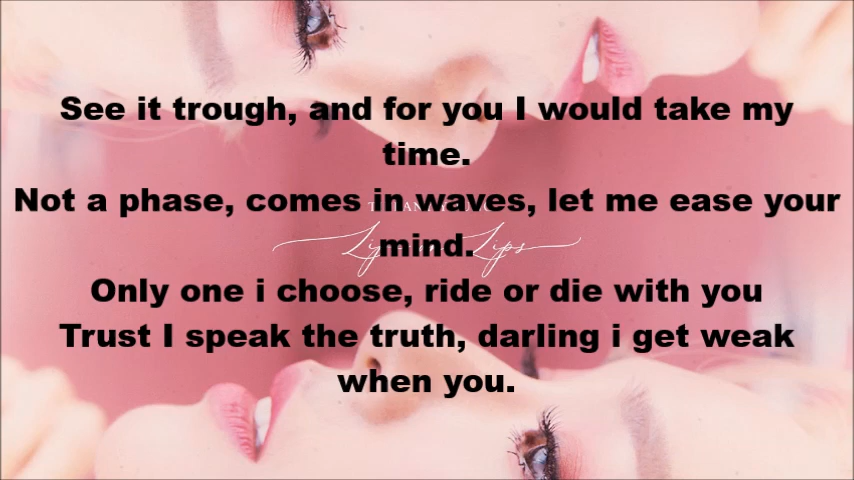 See it trough, and for you I would take my
time.
Not a phase, comes in waves, let me ease your
mind.
Only one i choose, ride or die with you
Trust I speak the truth, darling i get weak
when you.
Lips